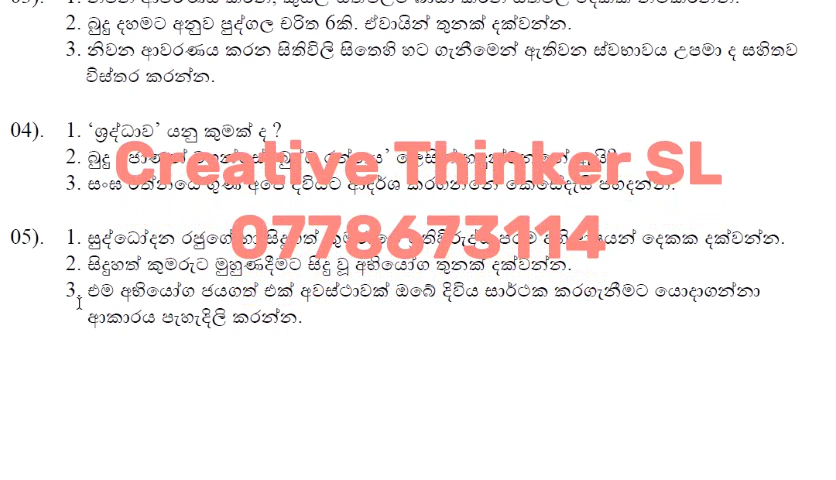 2. බුදු දහමට අනුව පුද්ගල චරිත 6කි. ඒවායින් තුනක් දක්වන්න.
3. නිවන ආවරණය කරන සිතිවිලි සිතෙහි හට ගැනීමෙන් ඇතිවන ස්වභාවය උපමා ද සහිතව
විස්තර කරන්න.
04). 1. ‘ශ්‍රද්ධාව’ යනු කුමක් ද ?
2. බුදු
3. සංඝ ගුණ අපේ දිවියට ආදර්ශ
Creative Thinker SL
0778673114
05). 1. සුද්ධෝදන රජුගේ දෙකක් දක්වන්න.
2. සිදුහත් කුමරුට මුහුණදීමට සිදු වූ අභියෝග තුනක් දක්වන්න.
3. එම අභියෝග ජයගත් එක් අවස්ථාවක් ඔබේ දිවිය සාර්ථක කරගැනීමට යොදාගන්නා
ආකාරය පැහැදිලි කරන්න.